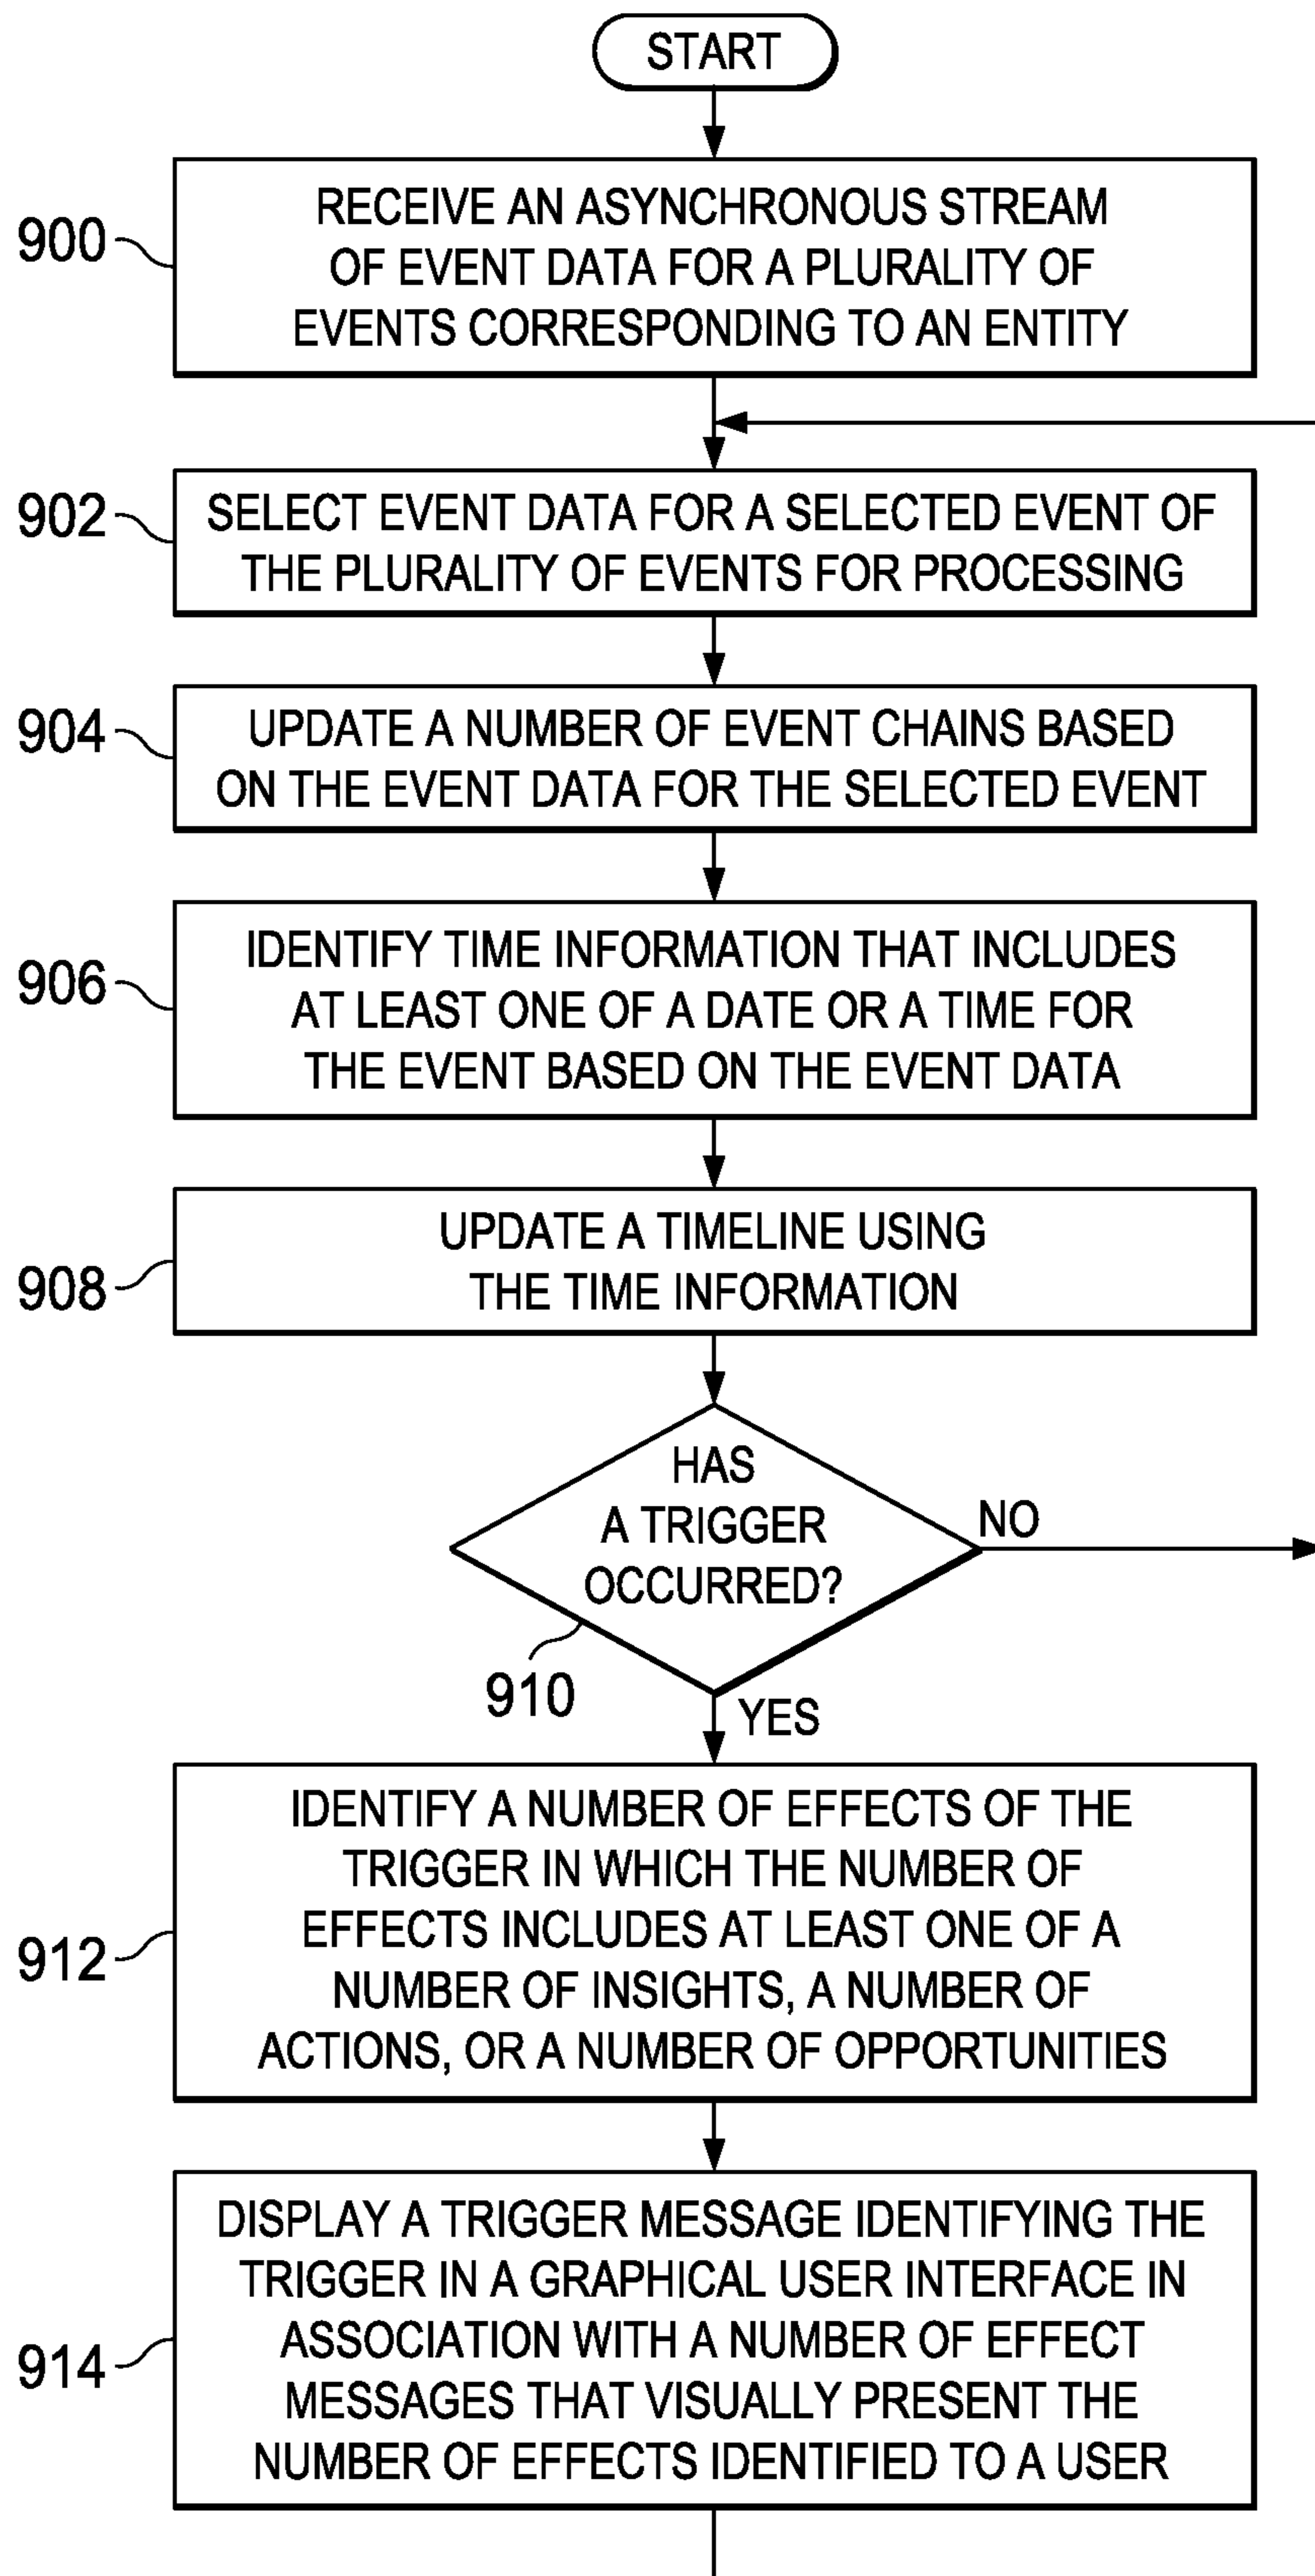 START
900
RECEIVE AN ASYNCHRONOUS STREAM
OF EVENT DATA FOR A PLURALITY OF
EVENTS CORRESPONDING TO AN ENTITY
902
SELECT EVENT DATA FOR A SELECTED EVENT OF
THE PLURALITY OF EVENTS FOR PROCESSING
904
UPDATE A NUMBER OF EVENT CHAINS BASED
ON THE EVENT DATA FOR THE SELECTED EVENT
906
IDENTIFY TIME INFORMATION THAT INCLUDES
AT LEAST ONE OF A DATE OR A TIME FOR
THE EVENT BASED ON THE EVENT DATA
908
UPDATE A TIMELINE USING
THE TIME INFORMATION
HAS
A TRIGGER
OCCURRED?
NO
910
YES
912
IDENTIFY A NUMBER OF EFFECTS OF THE
TRIGGER IN WHICH THE NUMBER OF
EFFECTS INCLUDES AT LEAST ONE OF A
NUMBER OF INSIGHTS, A NUMBER OF
ACTIONS, OR A NUMBER OF OPPORTUNITIES
914
DISPLAY A TRIGGER MESSAGE IDENTIFYING THE
TRIGGER IN A GRAPHICAL USER INTERFACE IN
ASSOCIATION WITH A NUMBER OF EFFECT
MESSAGES THAT VISUALLY PRESENT THE
NUMBER OF EFFECTS IDENTIFIED TO A USER